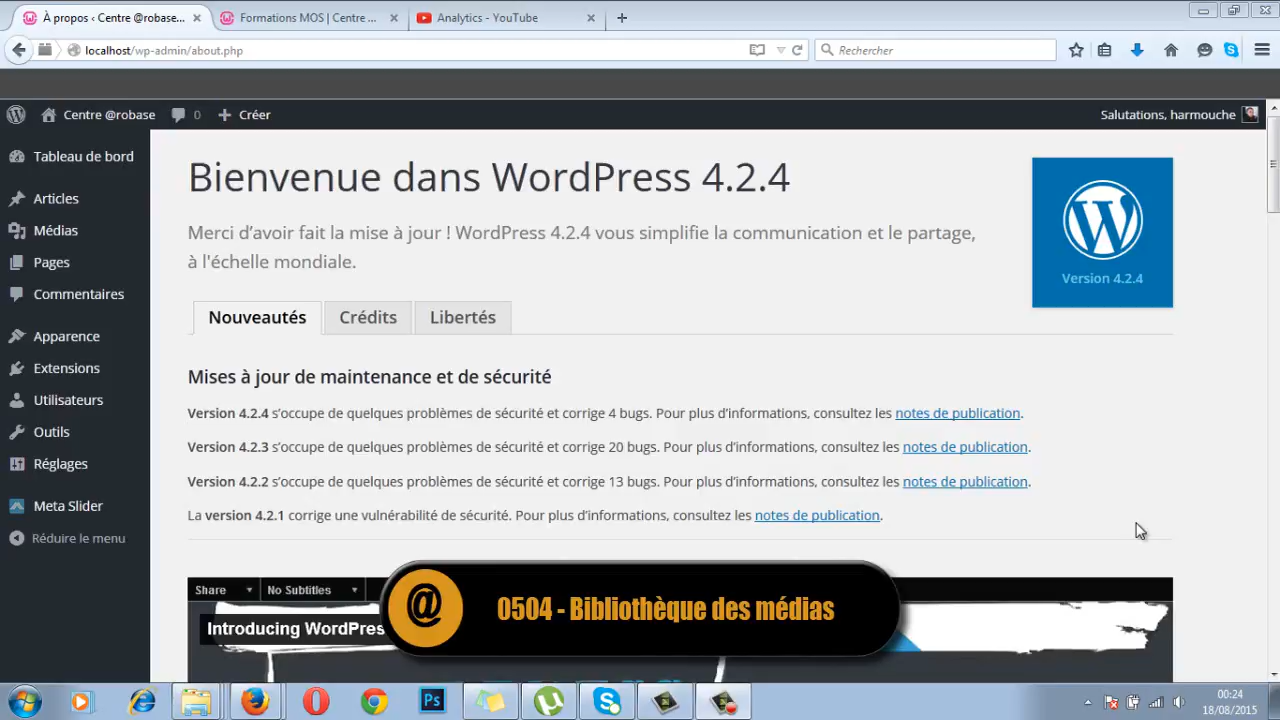 À propos ‹ Centre @robase...
Formations MOS | Centre ...
Analytics - YouTube
localhost/wp-admin/about.php
Rechercher
Centre @robase
0
Créer
Salutations, harmouche
Tableau de bord
Articles
Médias
Pages
Commentaires
Apparence
Extensions
Utilisateurs
Outils
Réglages
Meta Slider
Réduire le menu
Bienvenue dans WordPress 4.2.4
Merci d'avoir fait la mise à jour ! WordPress 4.2.4 vous simplifie la communication et le partage,
à l'échelle mondiale.
Version 4.2.4
Nouveautés
Crédits
Libertés
Mises à jour de maintenance et de sécurité
Version 4.2.4 s'occupe de quelques problèmes de sécurité et corrige 4 bugs. Pour plus d'informations, consultez les notes de publication.
Version 4.2.3 s'occupe de quelques problèmes de sécurité et corrige 20 bugs. Pour plus d'informations, consultez les notes de publication.
Version 4.2.2 s'occupe de quelques problèmes de sécurité et corrige 13 bugs. Pour plus d'informations, consultez les notes de publication.
La version 4.2.1 corrige une vulnérabilité de sécurité. Pour plus d'informations, consultez les notes de publication.
Share
No Subtitles
Introducing WordPres
@
0504 - Bibliothèque des médias
Ps
00:24
18/08/2015